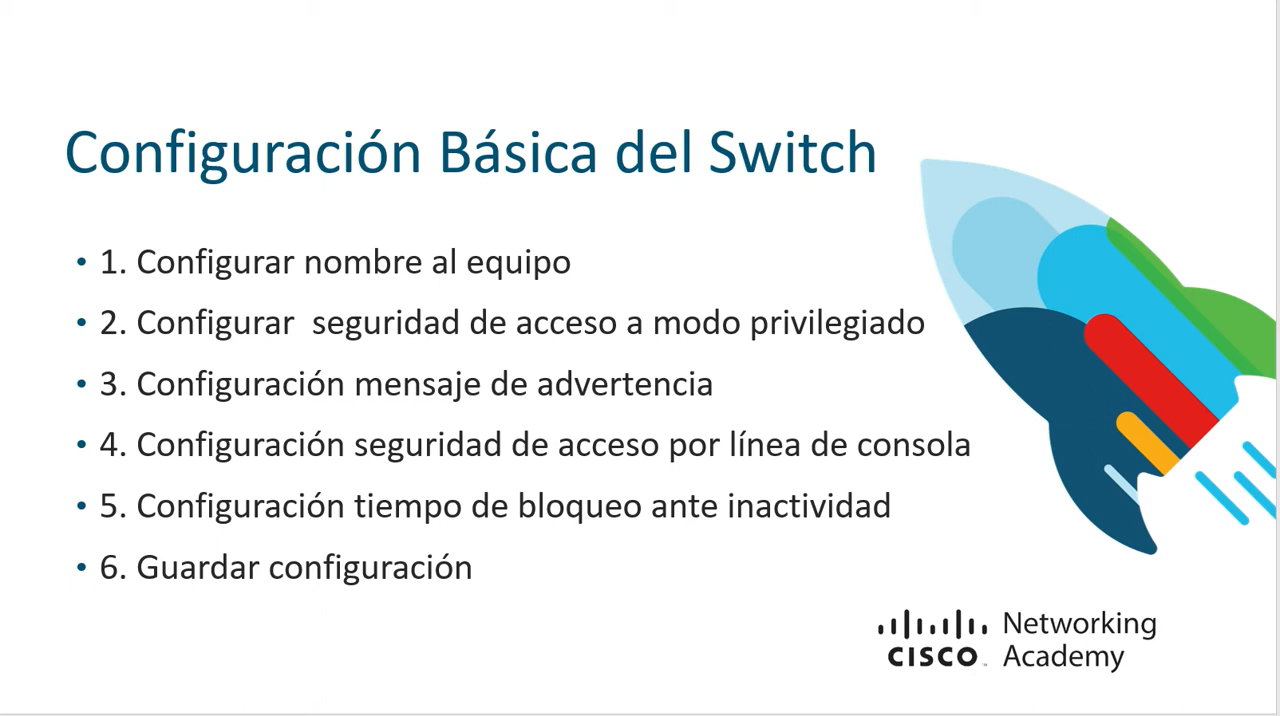 Configuración Básica del Switch
• 1. Configurar nombre al equipo
• 2. Configurar  seguridad de acceso a modo privilegiado
• 3. Configuración mensaje de advertencia
• 4. Configuración seguridad de acceso por línea de consola
• 5. Configuración tiempo de bloqueo ante inactividad
• 6. Guardar configuración
CISCO™ Networking
Academy